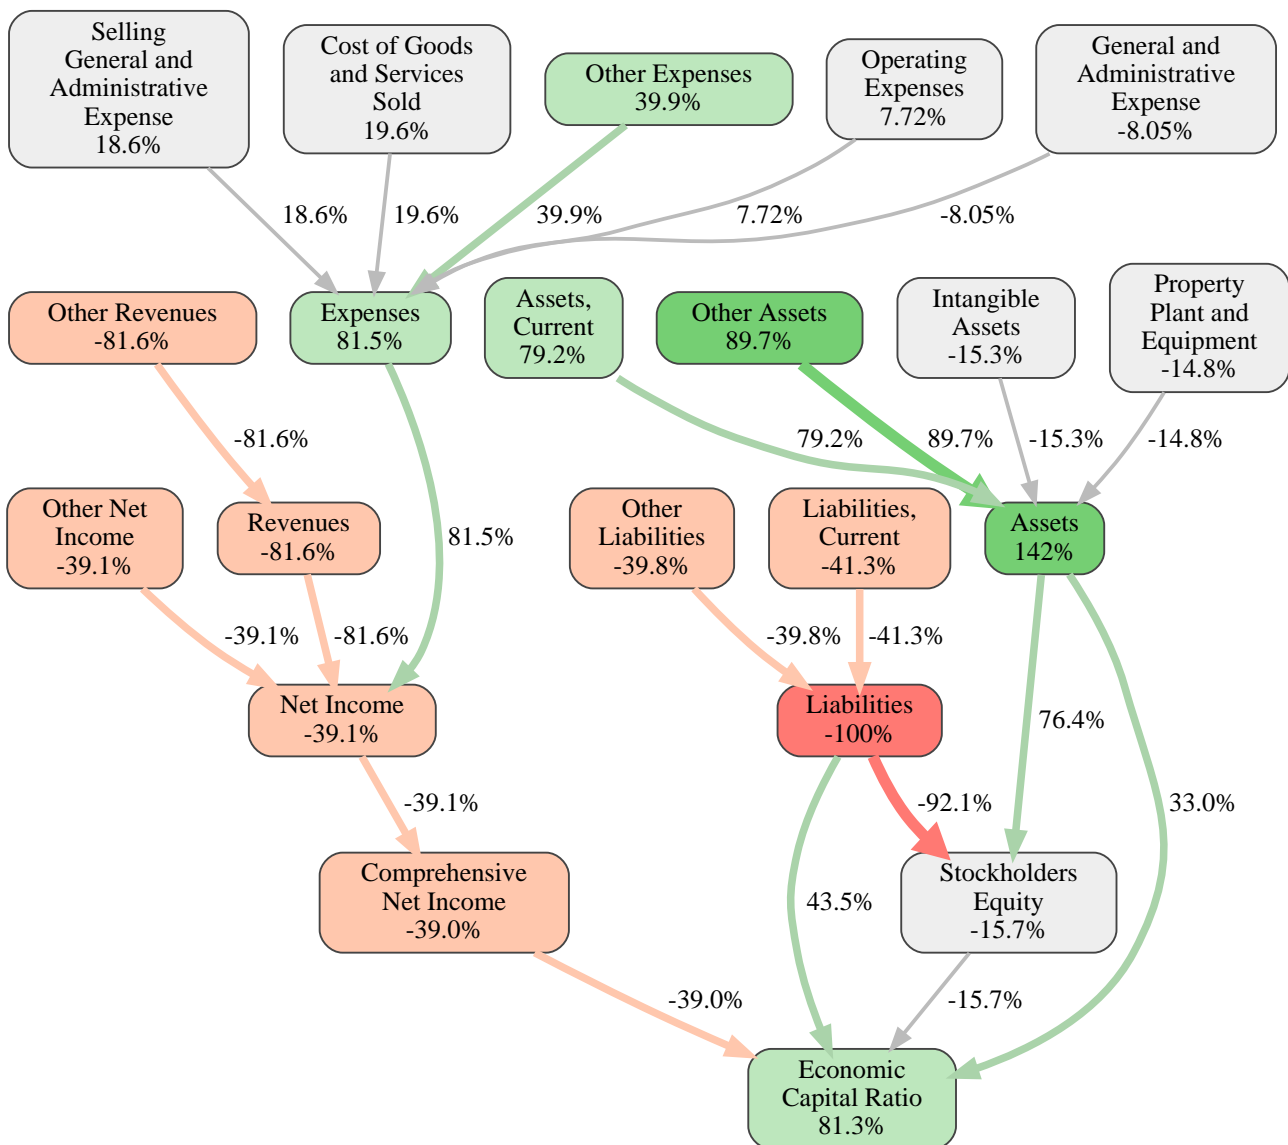 Selling
General and
Administrative
Expense
18.6%
Cost of Goods
and Services
Sold
19.6%
Other Expenses
39.9%
Operating
Expenses
7.72%
General and
Administrative
Expense
-8.05%
18.6%
19.6%
39.9%
7.72%
-8.05%
Other Revenues
-81.6%
Expenses
81.5%
Assets,
Current
79.2%
Other Assets
89.7%
Intangible
Assets
-15.3%
Property
Plant and
Equipment
-14.8%
-81.6%
79.2%
89.7%
-15.3%
-14.8%
Other Net
Income
-39.1%
Revenues
-81.6%
81.5%
Other
Liabilities
-39.8%
Liabilities,
Current
-41.3%
Assets
142%
-39.1%
-81.6%
-39.8%
-41.3%
Net Income
-39.1%
Liabilities
-100%
76.4%
-39.1%
-92.1%
33.0%
Comprehensive
Net Income
-39.0%
43.5%
Stockholders
Equity
-15.7%
-39.0%
-15.7%
Economic
Capital Ratio
81.3%